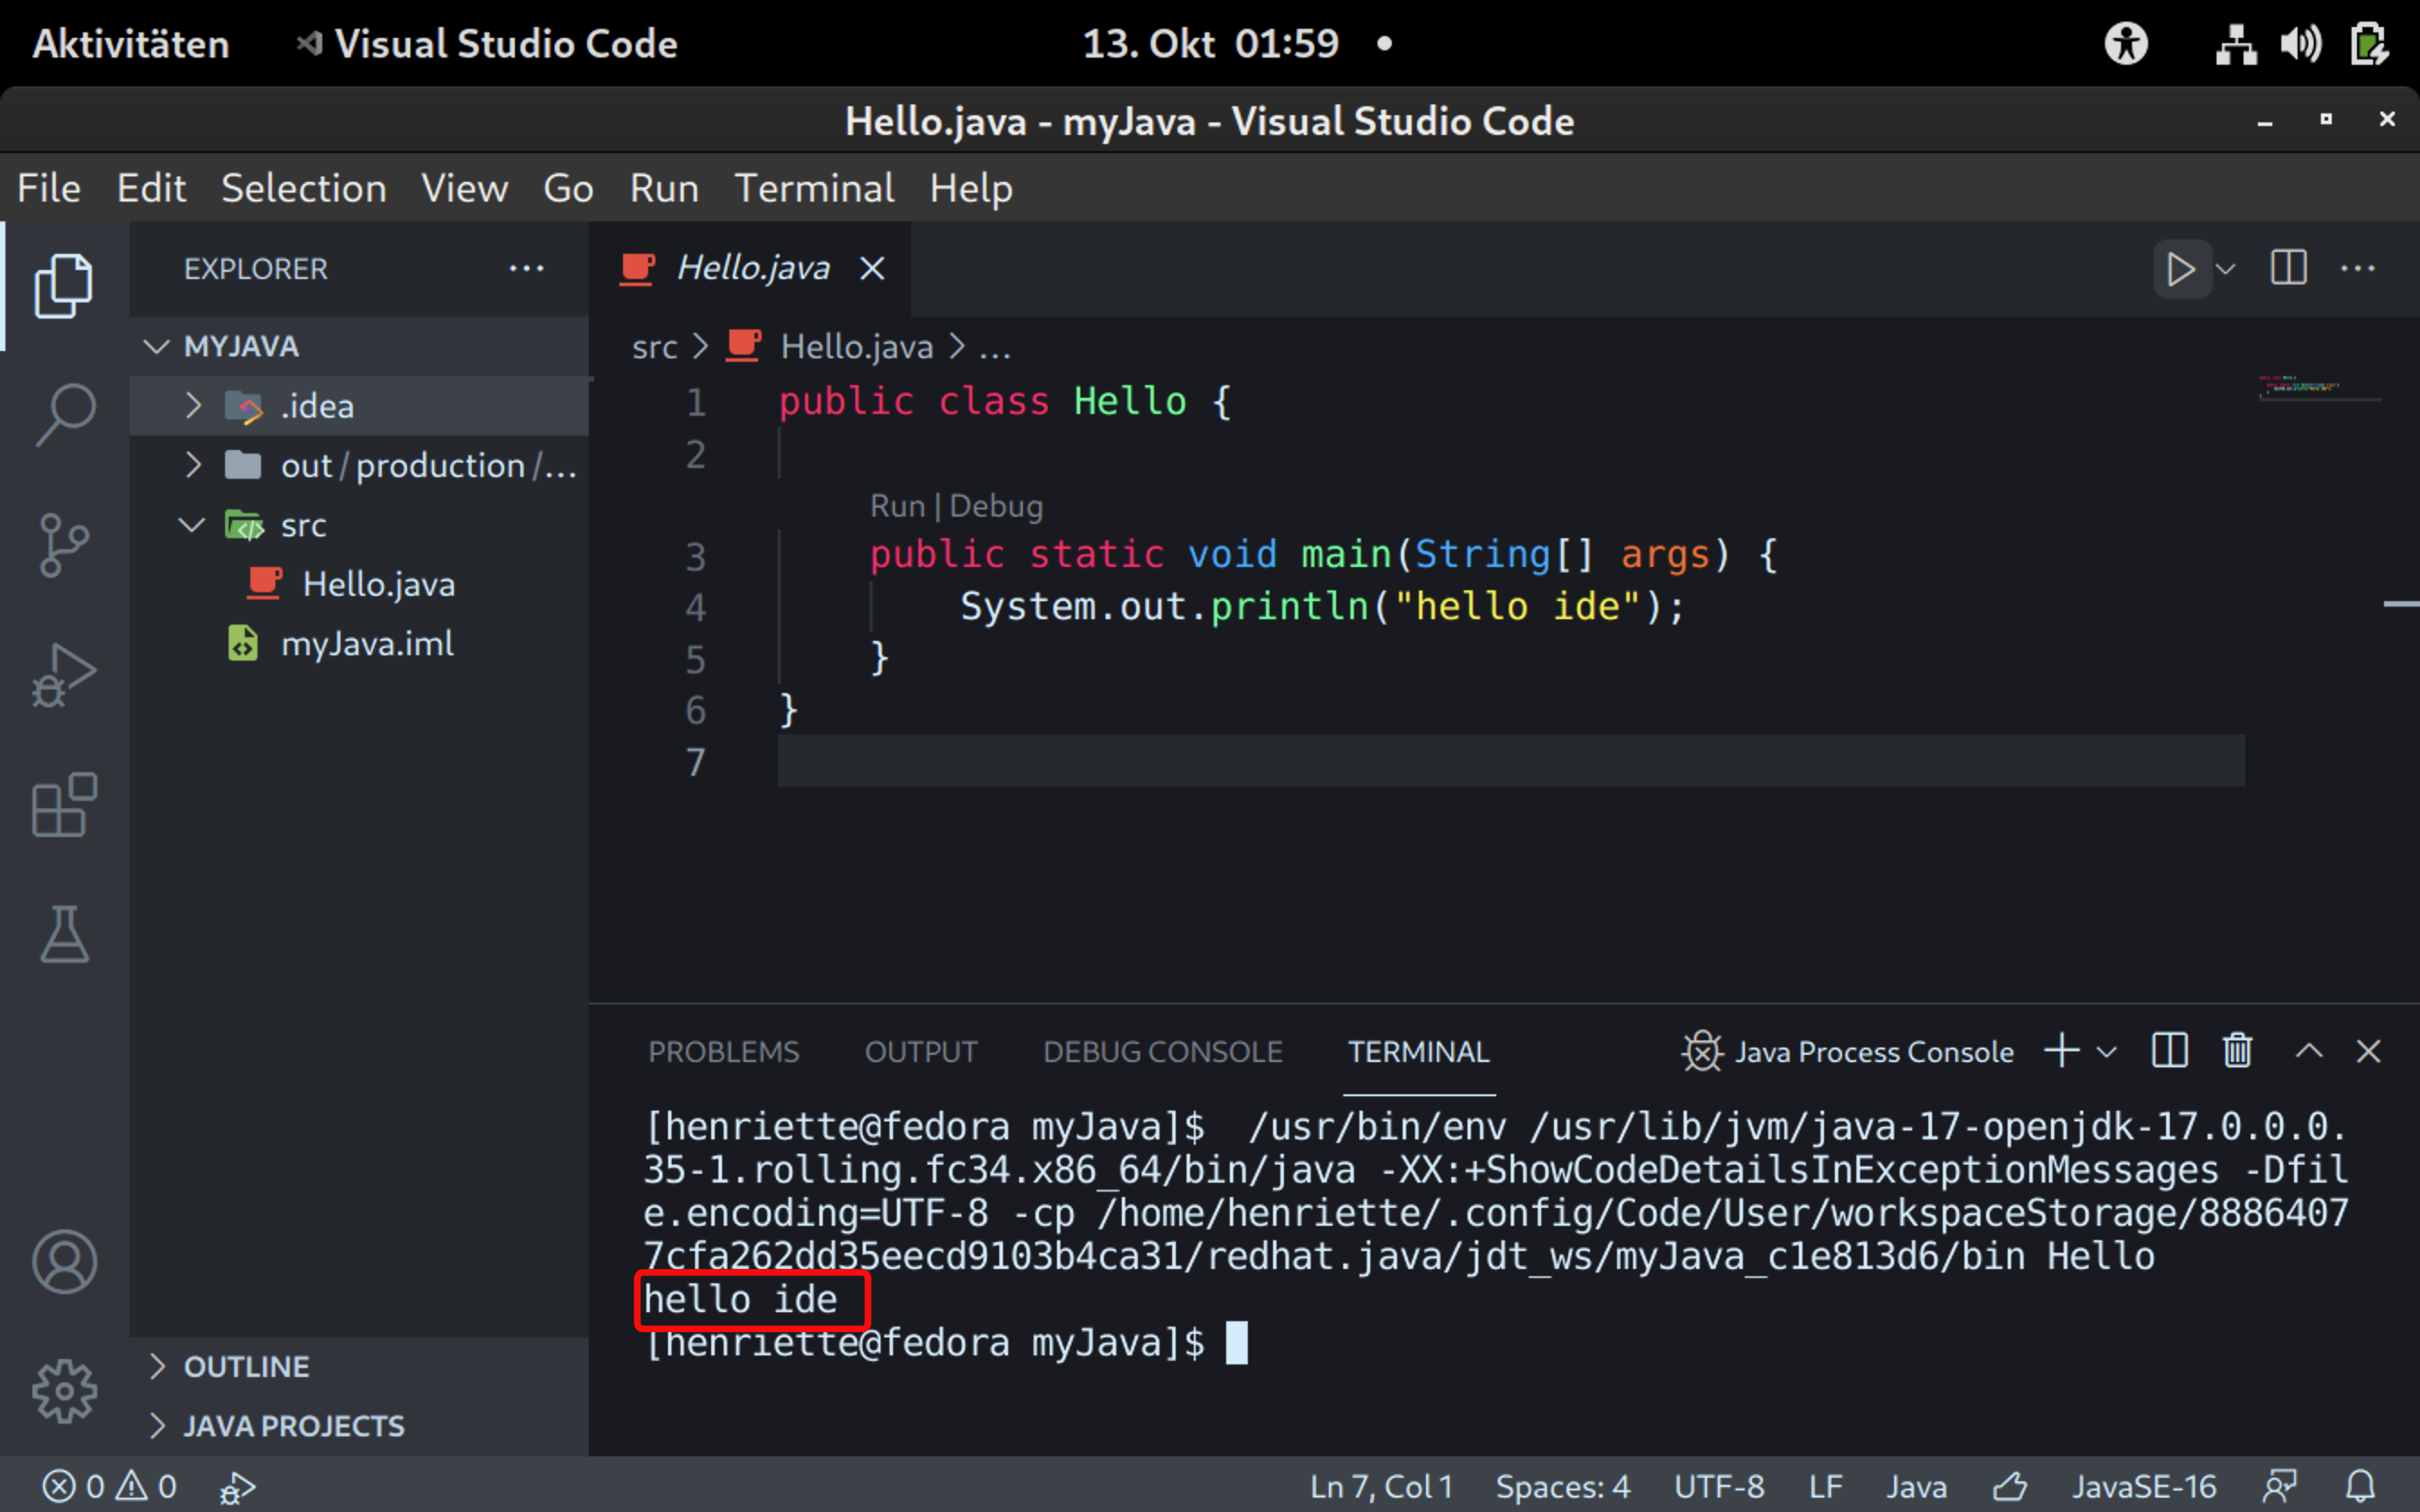 Aktivitäten Visual Studio Code 13. Okt 01:59
Hello.java - myJava - Visual Studio Code
File Edit Selection View Go Run Terminal Help
EXPLORER
MYJAVA
.idea
out/production/...
src
Hello.java
myJava.iml
OUTLINE
JAVA PROJECTS
Hello.java
src > Hello.java > ...
1 public class Hello {
2
Run | Debug
3 public static void main(String[] args) {
4 System.out.println("hello ide");
5 }
6 }
7
PROBLEMS OUTPUT DEBUG CONSOLE TERMINAL Java Process Console
[henriette@fedora myJava]$  /usr/bin/env /usr/lib/jvm/java-17-openjdk-17.0.0.0.
35-1.rolling.fc34.x86_64/bin/java -XX:+ShowCodeDetailsInExceptionMessages -Dfil
e.encoding=UTF-8 -cp /home/henriette/.config/Code/User/workspaceStorage/8886407
7cfa262dd35eecd9103b4ca31/redhat.java/jdt_ws/myJava_c1e813d6/bin Hello
hello ide
[henriette@fedora myJava]$
0 0 Ln 7, Col 1 Spaces: 4 UTF-8 LF Java JavaSE-16